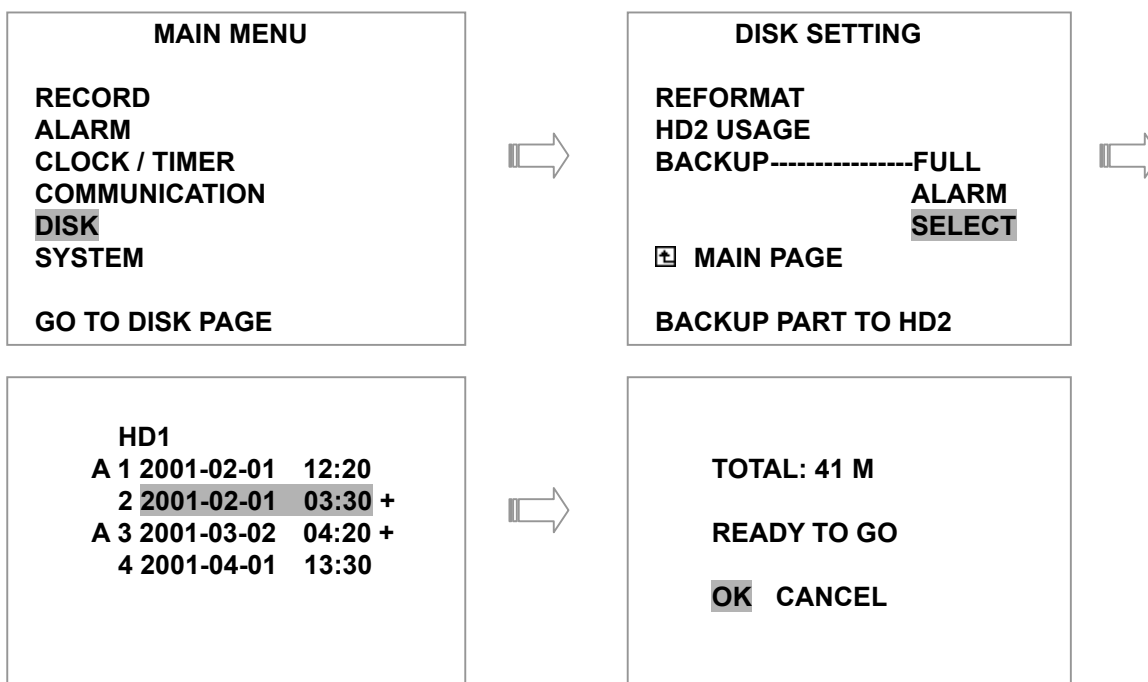 MAIN MENU
RECORD
ALARM
CLOCK / TIMER
COMMUNICATION
DISK
SYSTEM
GO TO DISK PAGE
DISK SETTING
REFORMAT
HD2 USAGE
BACKUP----------------FULL
ALARM
SELECT
MAIN PAGE
BACKUP PART TO HD2
HD1
A 1 2001-02-01 12:20
2 2001-02-01 03:30 +
A 3 2001-03-02 04:20 +
4 2001-04-01 13:30
TOTAL: 41 M
READY TO GO
OK CANCEL